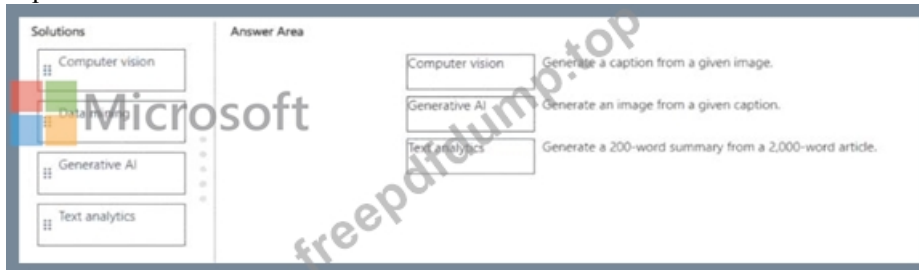 Solutions
Answer Area
Computer vision
Data mining
Generative AI
Text analytics
Computer vision
Generate a caption from a given image.
Generative AI
Generate an image from a given caption.
Text analytics
Generate a 200-word summary from a 2,000-word article.
Microsoft
freepdfdump.top